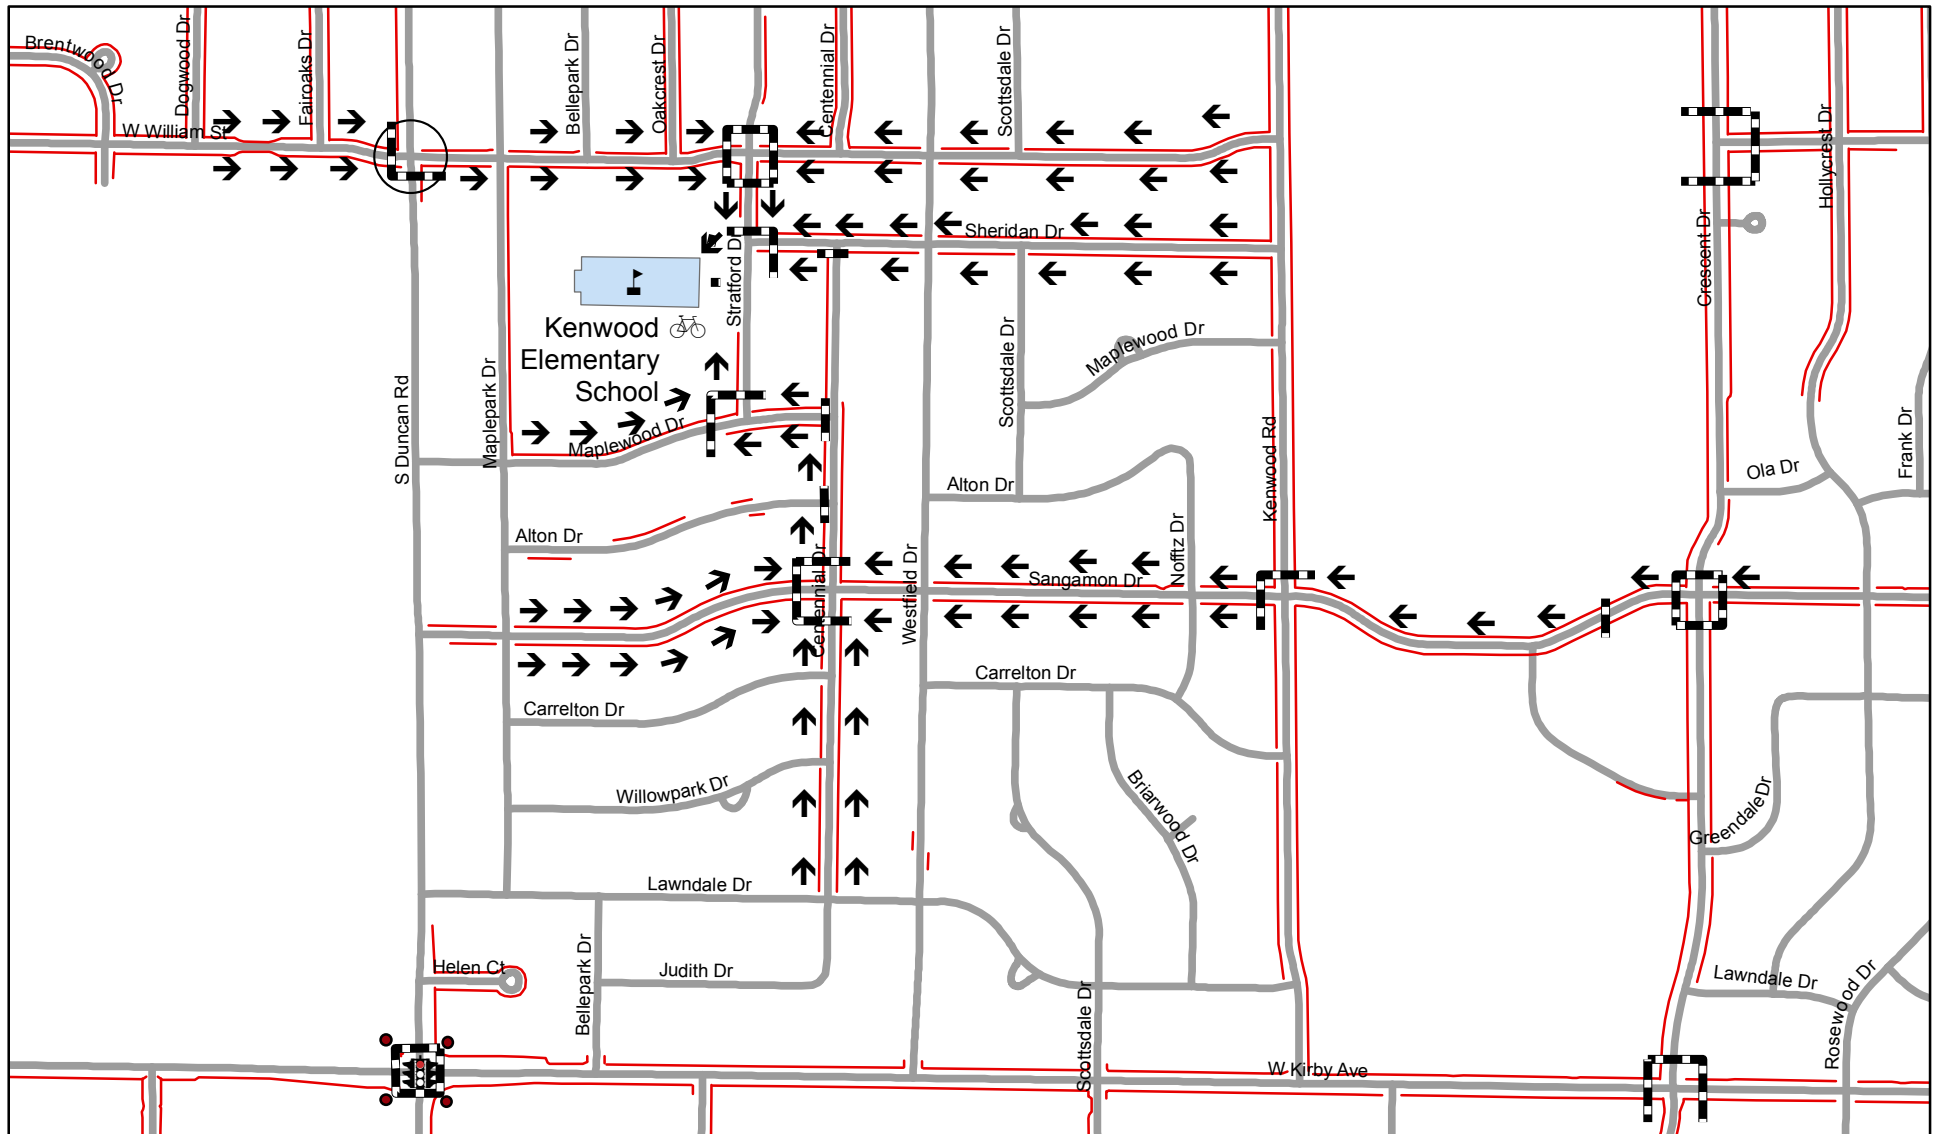 Brentwood Dr
Dogwood Dr
Fairoaks Dr
Bellepark Dr
Oakcrest Dr
Centennial Dr
Scottsdale Dr
W William St
Hollycrest Dr
Crescent Dr
Sheridan Dr
Stratford Dr
Kenwood
Elementary
School
S Duncan Rd
Maplepark Dr
Maplewood Dr
Scottsdale Dr
Maplewood Dr
Kenwood Rd
Frank Dr
Ola Dr
Alton Dr
Alton Dr
Nofftz Dr
Centennial Dr
Westfield Dr
Sangamon Dr
Carrelton Dr
Carrelton Dr
Willowpark Dr
Briarwood Dr
Greendale Dr
Lawndale Dr
Helen Ct
Bellepark Dr
Judith Dr
Scottsdale Dr
Lawndale Dr
Rosewood Dr
W Kirby Ave